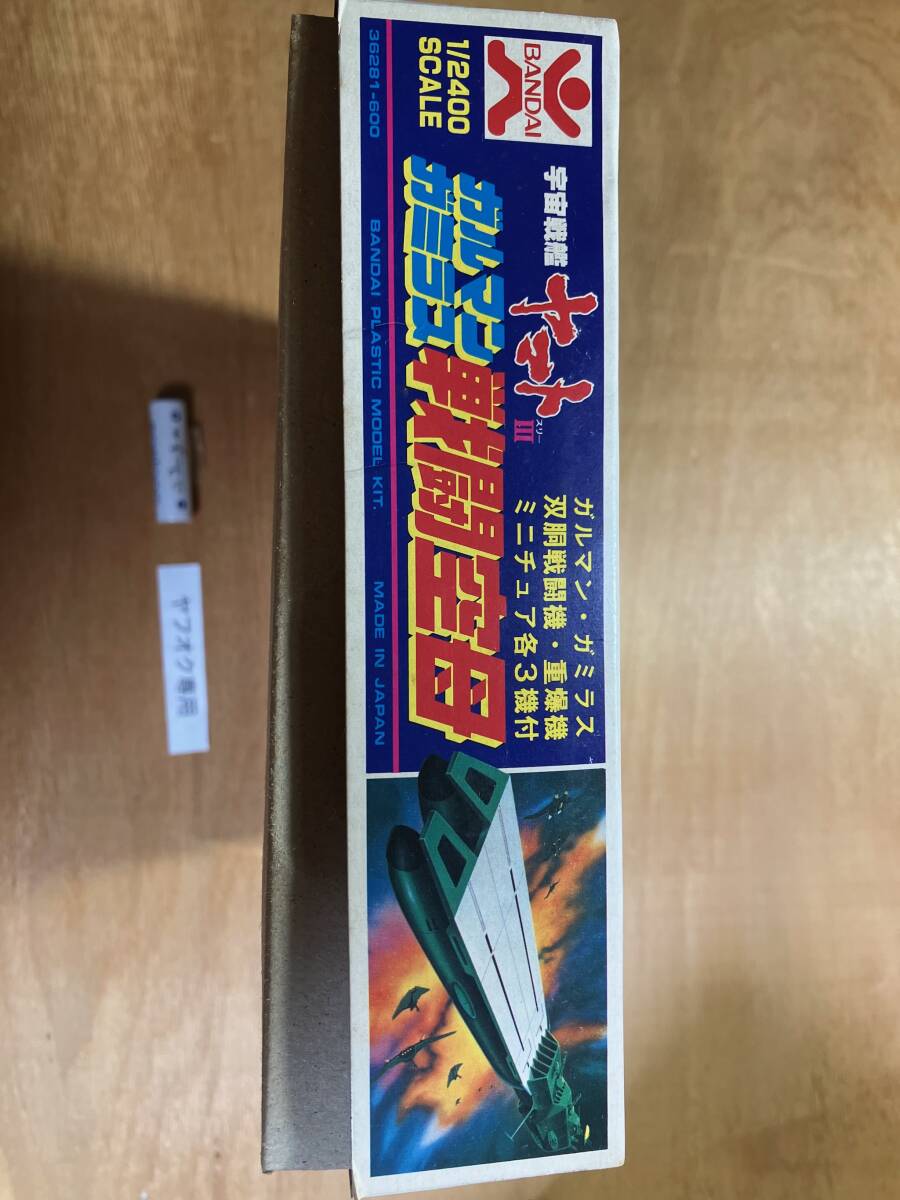 BANDAI
1/2400
SCALE
36281-600
宇宙戦艦
ヤマト
III
スリー
ガルマン
ガミラス
戦闘空母
ガルマン・ガミラス
双胴戦闘機・重爆機
ミニチュア各3機付
BANDAI PLASTIC MODEL KIT.
MADE IN JAPAN
ヤフオク専用